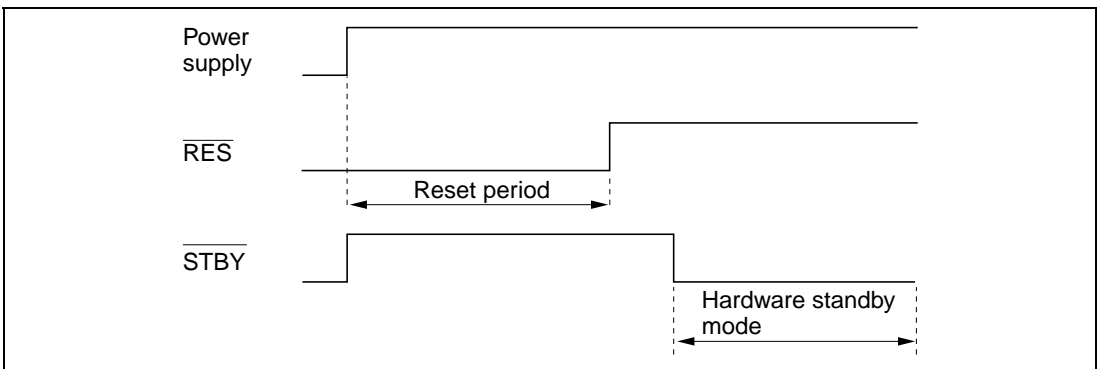 Power
supply
RES
Reset period
STBY
Hardware standby
mode